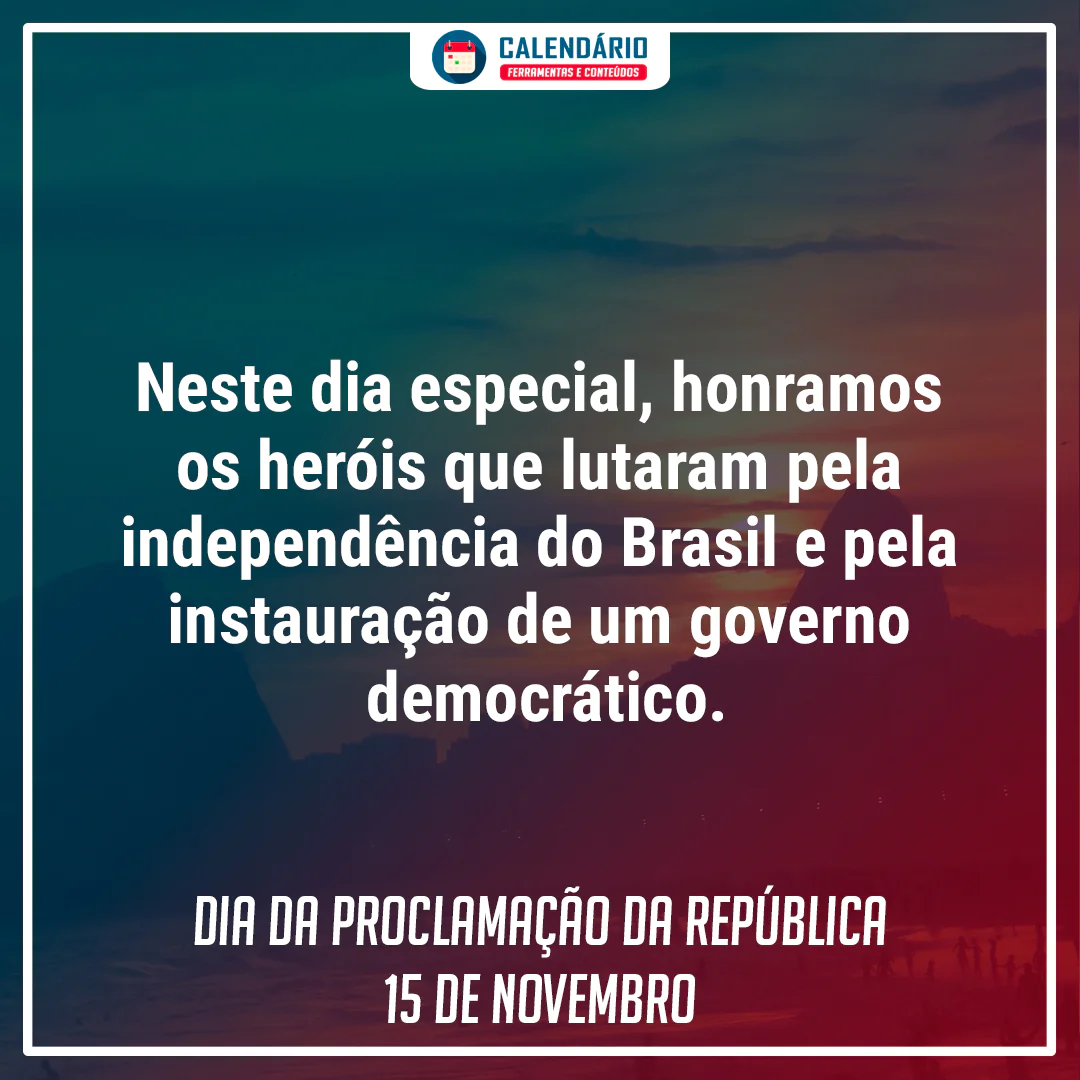 CALENDÁRIO
FERRAMENTAS E CONTEÚDOS
Neste dia especial, honramos
os heróis que lutaram pela
independência do Brasil e pela
instauração de um governo
democrático.
DIA DA PROCLAMAÇÃO DA REPÚBLICA
15 DE NOVEMBRO